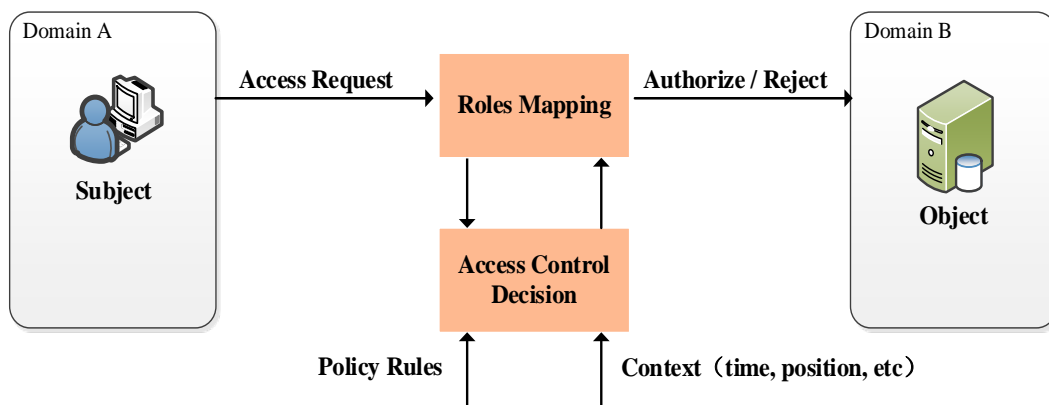 Domain A
Domain B
Access Request
Authorize / Reject
Roles Mapping
Subject
Object
Access Control
Decision
Policy Rules
Context（time, position, etc）